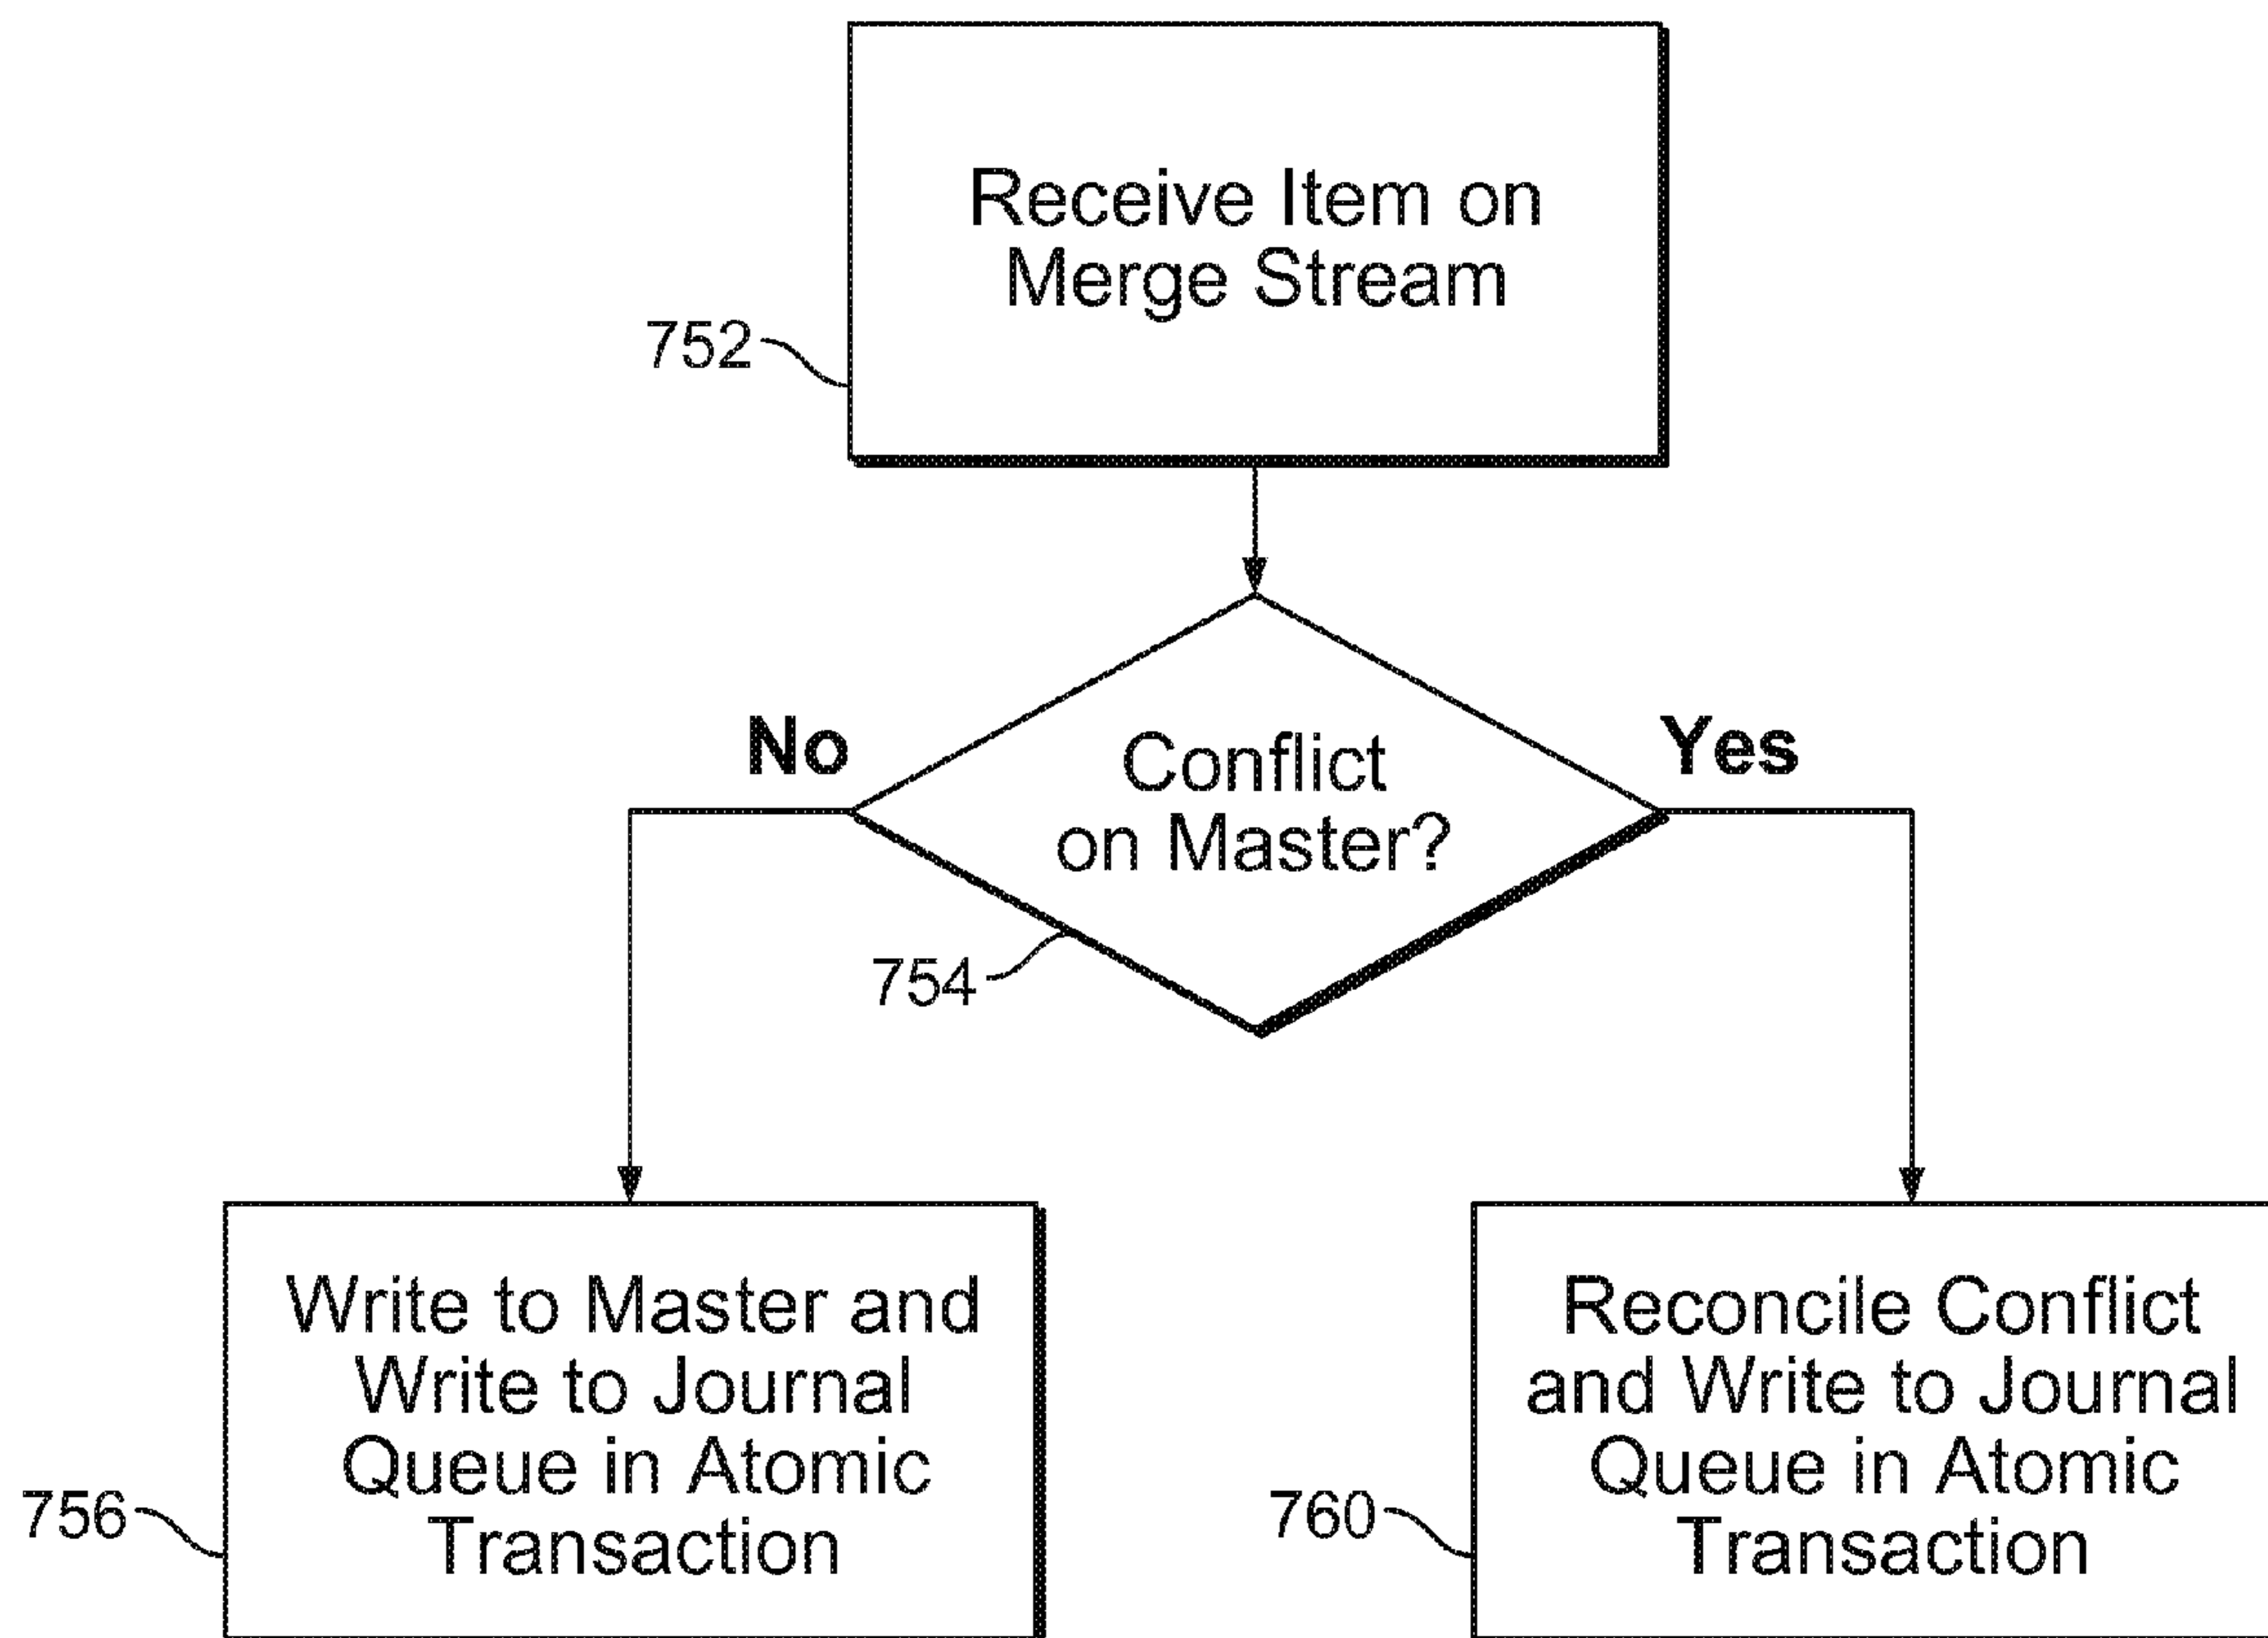 Receive Item on
Merge Stream
752
No
Yes
Conflict
on Master?
754
Write to Master and
Write to Journal
Queue in Atomic
Transaction
756
Reconcile Conflict
and Write to Journal
Queue in Atomic
Transaction
760